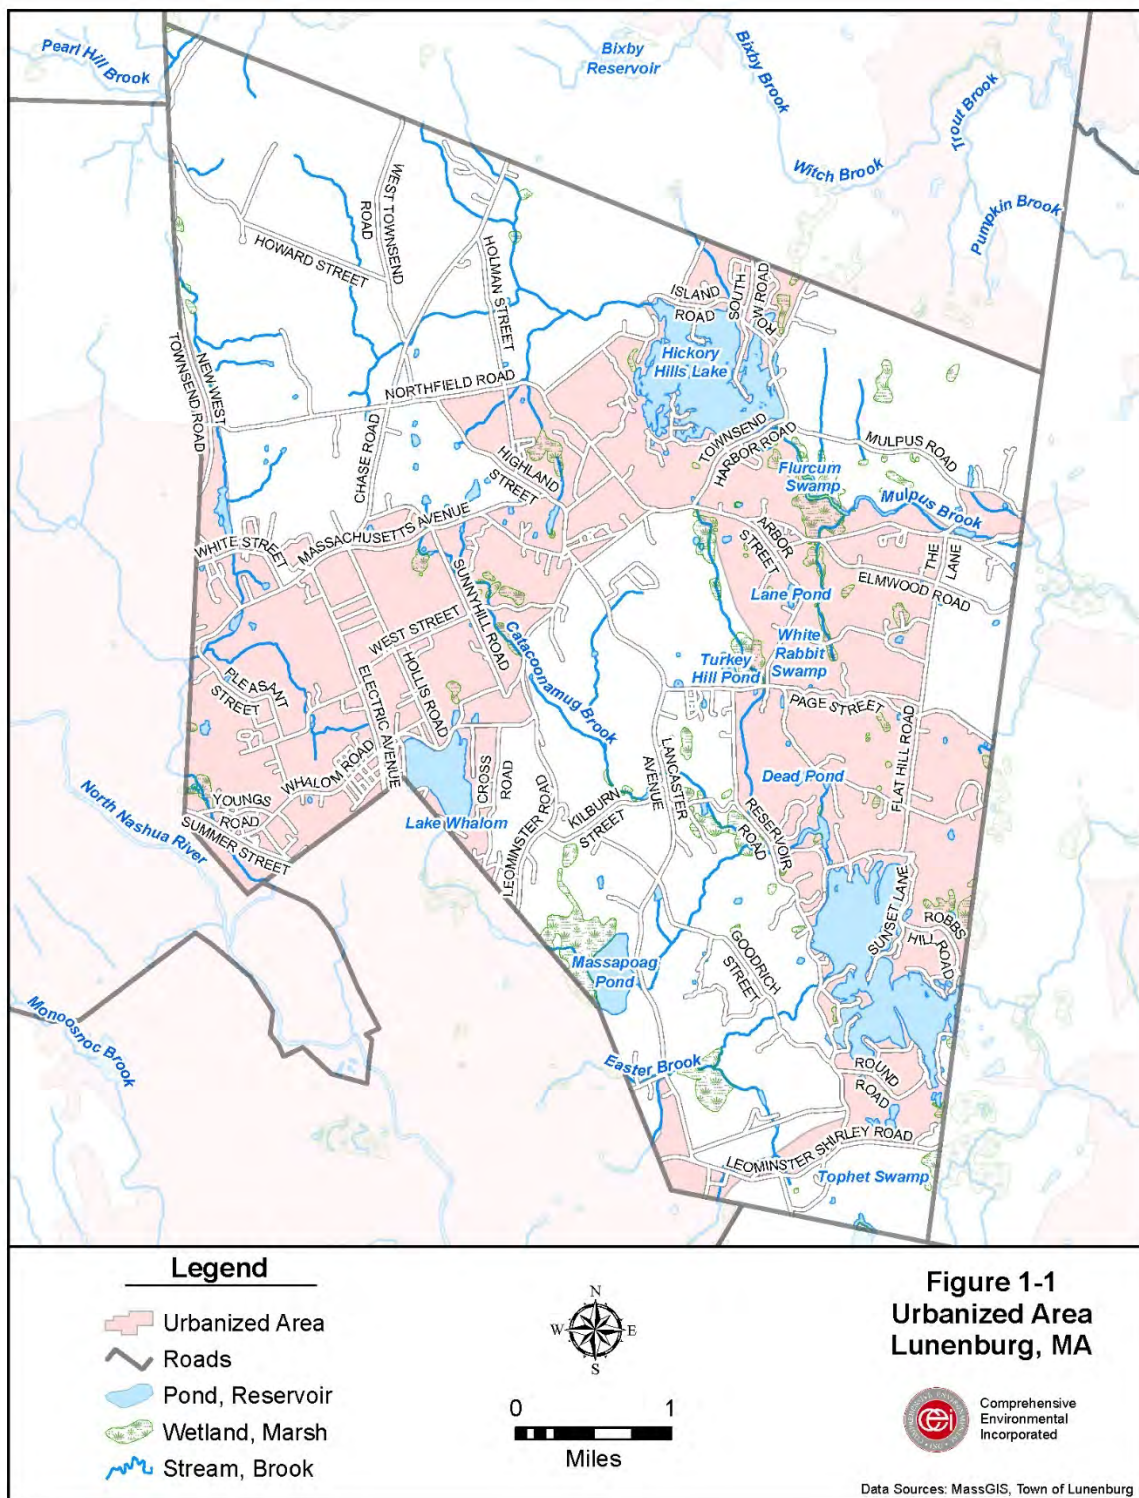 Pearl Hill Brook
Bixby
Reservoir
Bixby Brook
Trout Brook
Witch Brook
Pumpkin Brook
WEST TOWNSEND
ROAD
HOWARD STREET
HOLMAN STREET
ISLAND
ROAD
SOUTH
ROW ROAD
Hickory
Hills Lake
NEW WEST
TOWNSEND ROAD
NORTHFIELD ROAD
CHASE ROAD
HIGHLAND
STREET
TOWNSEND
HARBOR ROAD
MULPUS ROAD
Flurcum
Swamp
Mulpus Brook
WHITE STREET
MASSACHUSETTS AVENUE
ARBOR
STREET
THE
LANE
ELMWOOD ROAD
SUNNYHILL ROAD
Lane Pond
WEST STREET
Catacoonamug Brook
White
Rabbit
Swamp
Turkey
Hill Pond
PLEASANT
STREET
ELECTRIC AVENUE
HOLLIS ROAD
PAGE STREET
FLAT HILL ROAD
WHALOM ROAD
CROSS
ROAD
LANCASTER
AVENUE
Dead Pond
North Nashua River
YOUNGS
ROAD
SUMMER STREET
Lake Whalom
LEOMINSTER ROAD
KILBURN
STREET
RESERVOIR
ROAD
SUNSET LANE
ROBBS
HILL ROAD
GOODRICH
STREET
Massapoag
Pond
Monoosnoc Brook
Easter Brook
ROUND
ROAD
LEOMINSTER SHIRLEY ROAD
Tophet Swamp
Legend
Urbanized Area
Roads
Pond, Reservoir
Wetland, Marsh
Stream, Brook
N
W
E
S
0
1
Miles
Figure 1-1
Urbanized Area
Lunenburg, MA
cei
Comprehensive
Environmental
Incorporated
Data Sources: MassGIS, Town of Lunenburg